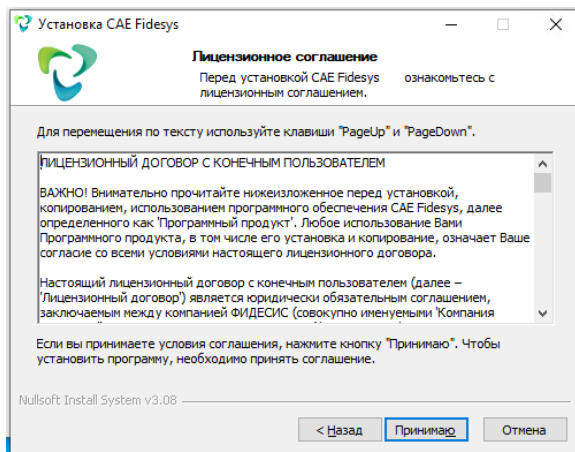 Установка CAE Fidesys
Лицензионное соглашение
Перед установкой CAE Fidesys ознакомьтесь с
лицензионным соглашением.
Для перемещения по тексту используйте клавиши "PageUp" и "PageDown".
ЛИЦЕНЗИОННЫЙ ДОГОВОР С КОНЕЧНЫМ ПОЛЬЗОВАТЕЛЕМ
ВАЖНО! Внимательно прочитайте нижеизложенное перед установкой,
копированием, использованием программного обеспечения CAE Fidesys, далее
определенного как 'Програмный продукт'. Любое использование Вами
Програмного продукта, в том числе его установка и копирование, означает Ваше
согласие со всеми условиями настоящего лицензионного договора.
Настоящий лицензионный договор с конечным пользователем (далее –
'Лицензионный договор') является юридически обязательным соглашением,
заключаемым между компанией ФИДЕСИС (совокупно именуемыми 'Компания
Если вы принимаете условия соглашения, нажмите кнопку "Принимаю". Чтобы
установить программу, необходимо принять соглашение.
Nullsoft Install System v3.08
< Назад Принимаю Отмена